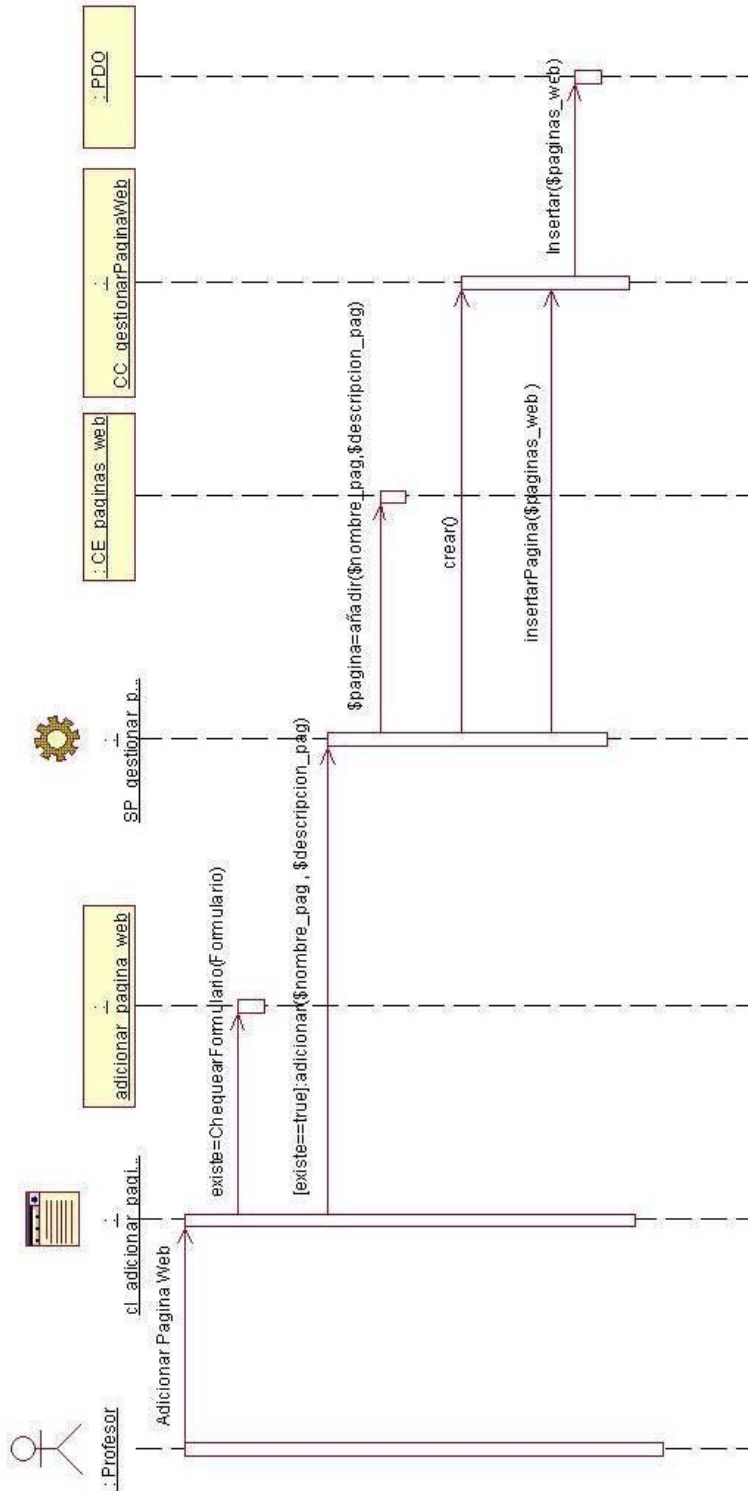 : Profesor
:
cl_adicionar_pagi...
:
adicionar_pagina_web
:
SP_gestionar_p...
: CE_paginas_web
:
CC_gestionarPaginaWeb
: PDO
Adicionar Pagina Web
existe=ChequearFormulario(Formulario)
[existe==true]:adicionar($nombre_pag , $descripcion_pag)
$pagina=añadir($nombre_pag,$descripcion_pag)
crear()
insertarPagina($paginas_web )
Insertar($paginas_web)